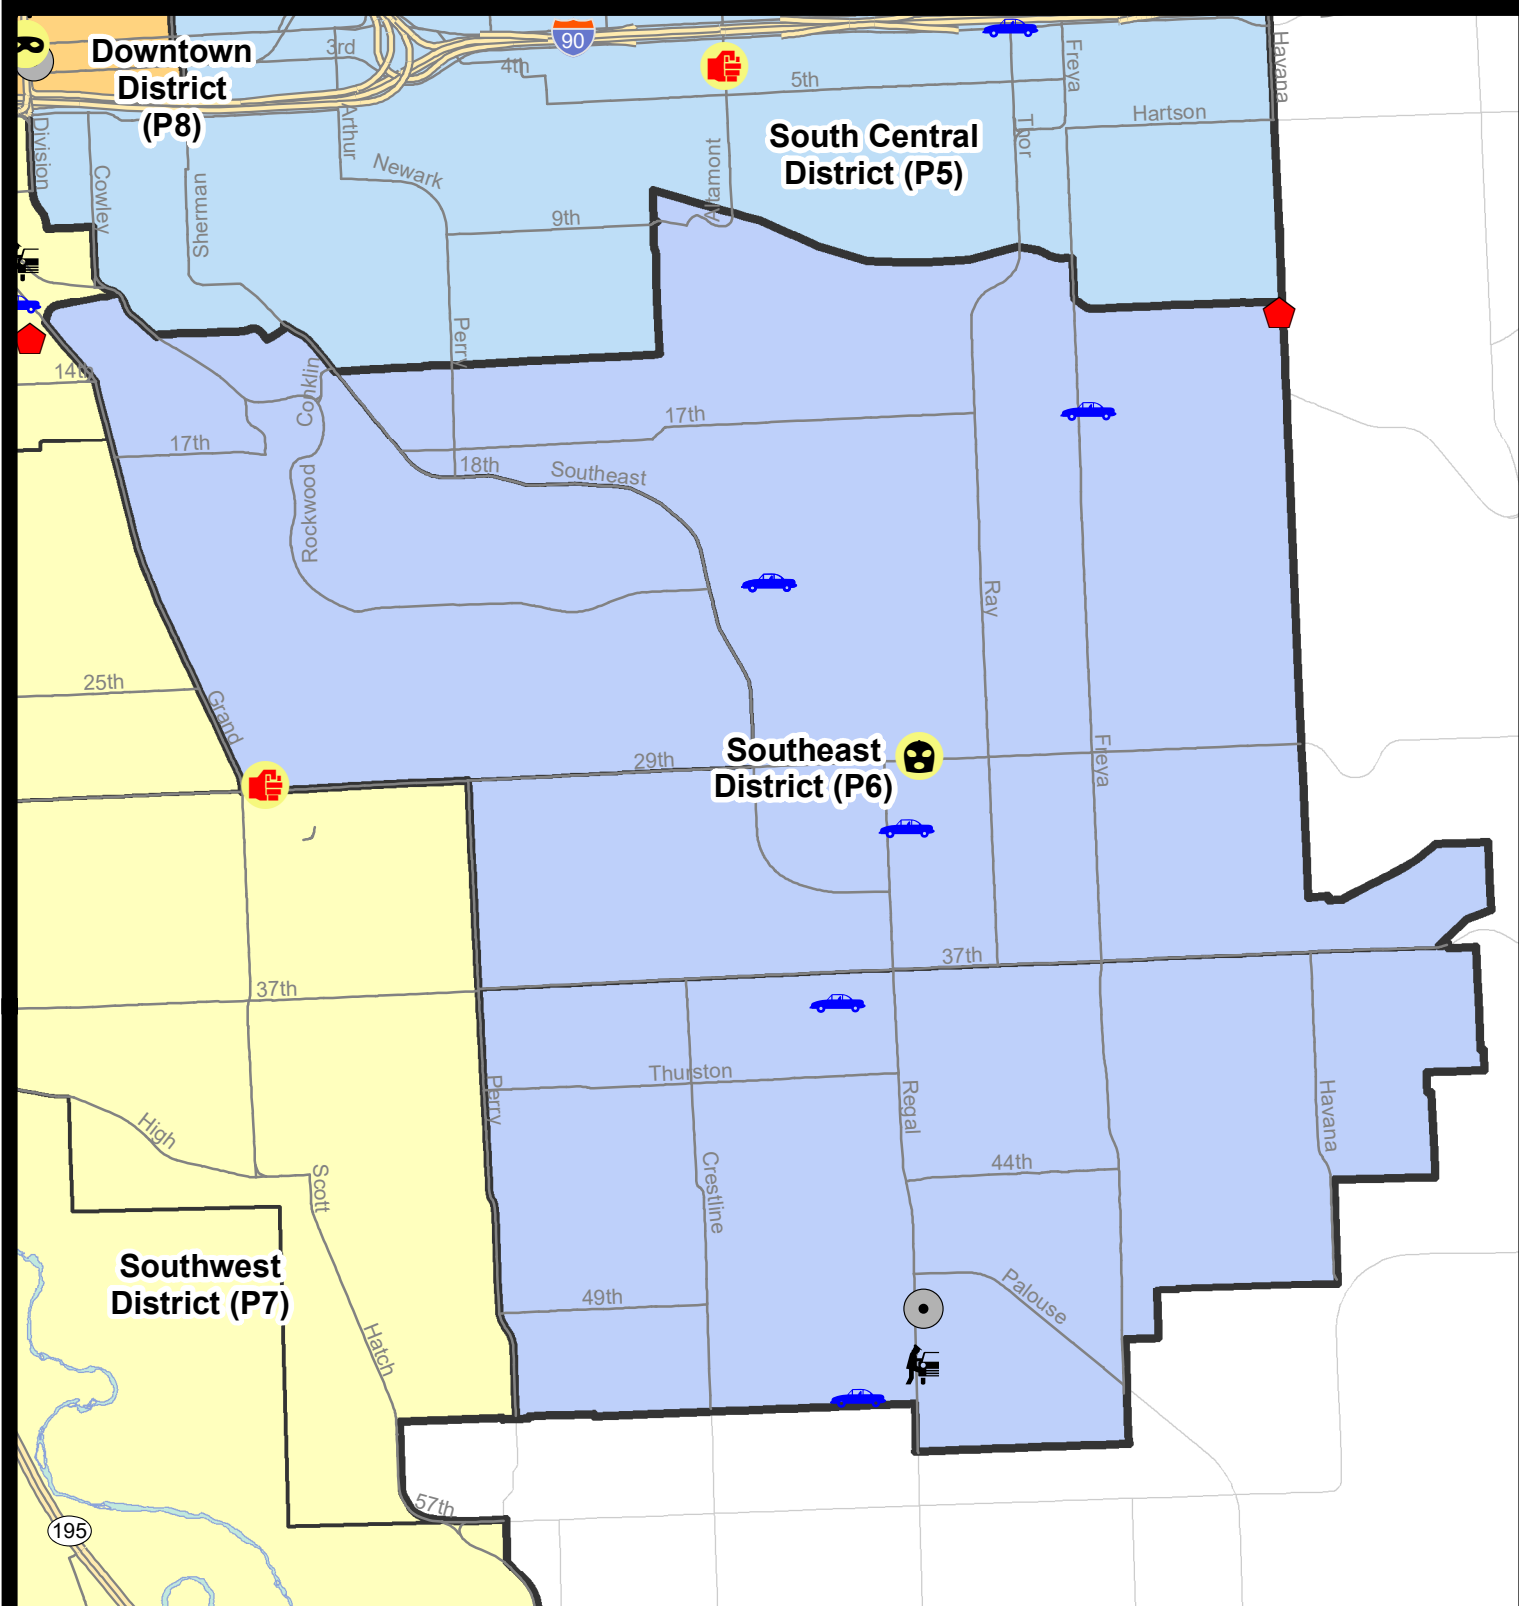 Downtown
District
(P8)
3rd
4th
90
5th
Freya
Havana
Hartson
Thor
South Central
District (P5)
Division
Cowley
Sherman
Arthur
Newark
Altamont
9th
Perry
14th
Conklin
17th
17th
18th
Southeast
Rockwood
Ray
25th
Grand
29th
Southeast
District (P6)
Freya
37th
37th
Thurston
Perry
Regal
Havana
High
Scott
Crestline
44th
Southwest
District (P7)
49th
Palouse
Hatch
57th
195